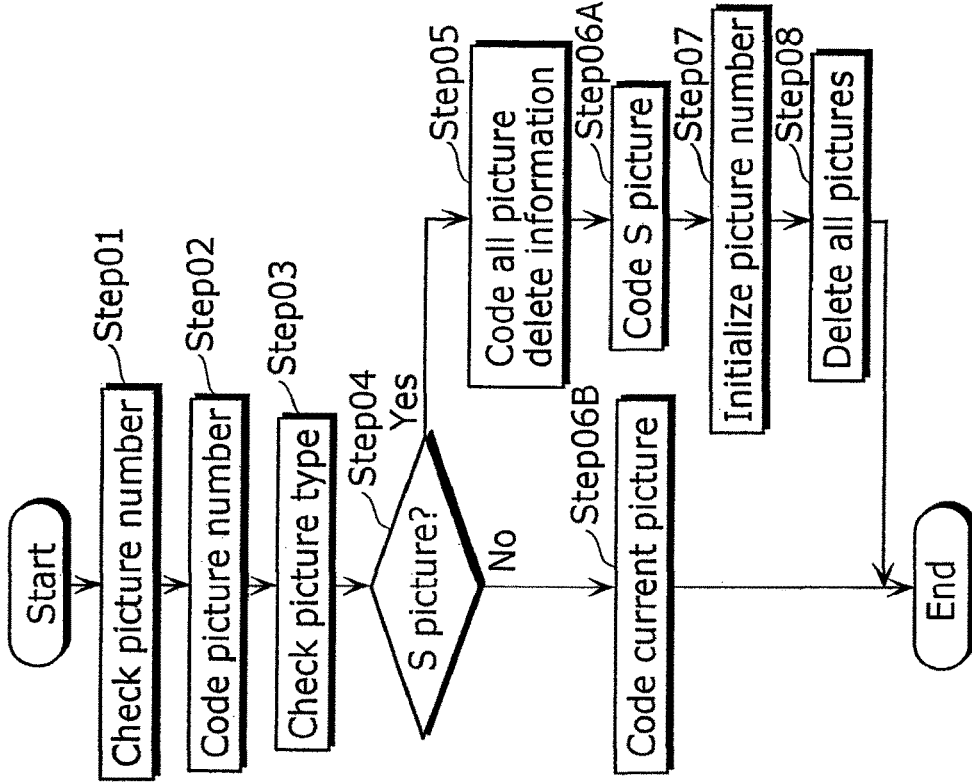 Start
Step01
Check picture number
Step02
Code picture number
Step03
Check picture type
Step04
S picture?
Yes
No
Step05
Code all picture
delete information
Step06A
Code S picture
Step07
Initialize picture number
Step08
Delete all pictures
Step06B
Code current picture
End